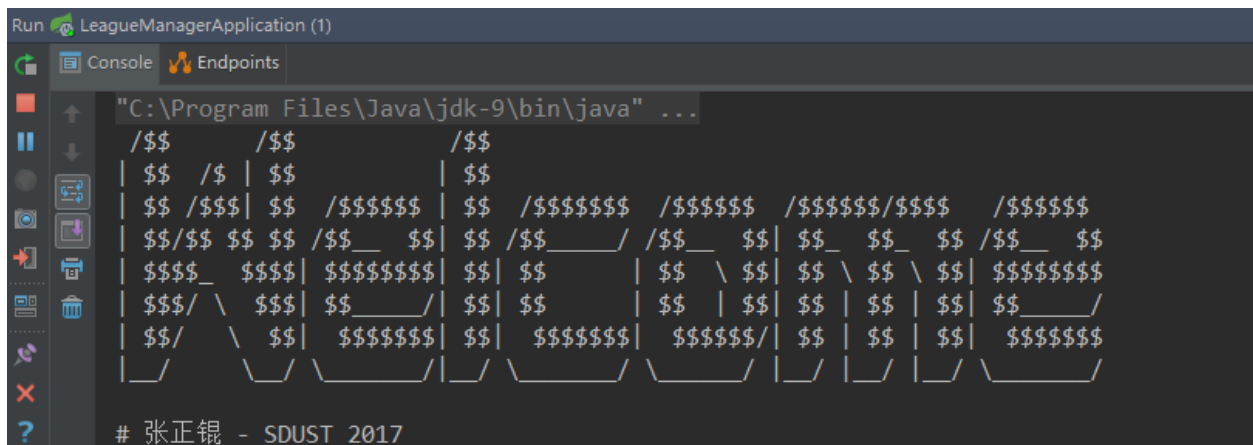 Run LeagueManagerApplication (1)
Console Endpoints
"C:\Program Files\Java\jdk-9\bin\java" ...
 /$$      /$$           /$$
| $$  /$ | $$          | $$
| $$ /$$$| $$  /$$$$$$ | $$  /$$$$$$$  /$$$$$$  /$$$$$$/$$$$   /$$$$$$
| $$/$$ $$ $$ /$$__  $$| $$ /$$_____/ /$$__  $$| $$_  $$_  $$ /$$__  $$
| $$$$_  $$$$| $$$$$$$$| $$| $$      | $$  \ $$| $$ \ $$ \ $$| $$$$$$$$
| $$$/ \  $$$| $$_____/| $$| $$      | $$  | $$| $$ | $$ | $$| $$_____/
| $$/   \  $$|  $$$$$$$| $$|  $$$$$$$|  $$$$$$/| $$ | $$ | $$|  $$$$$$$
|__/     \__/ \_______/|__/ \_______/ \______/ |__/ |__/ |__/ \_______/
# 张正锟 - SDUST 2017